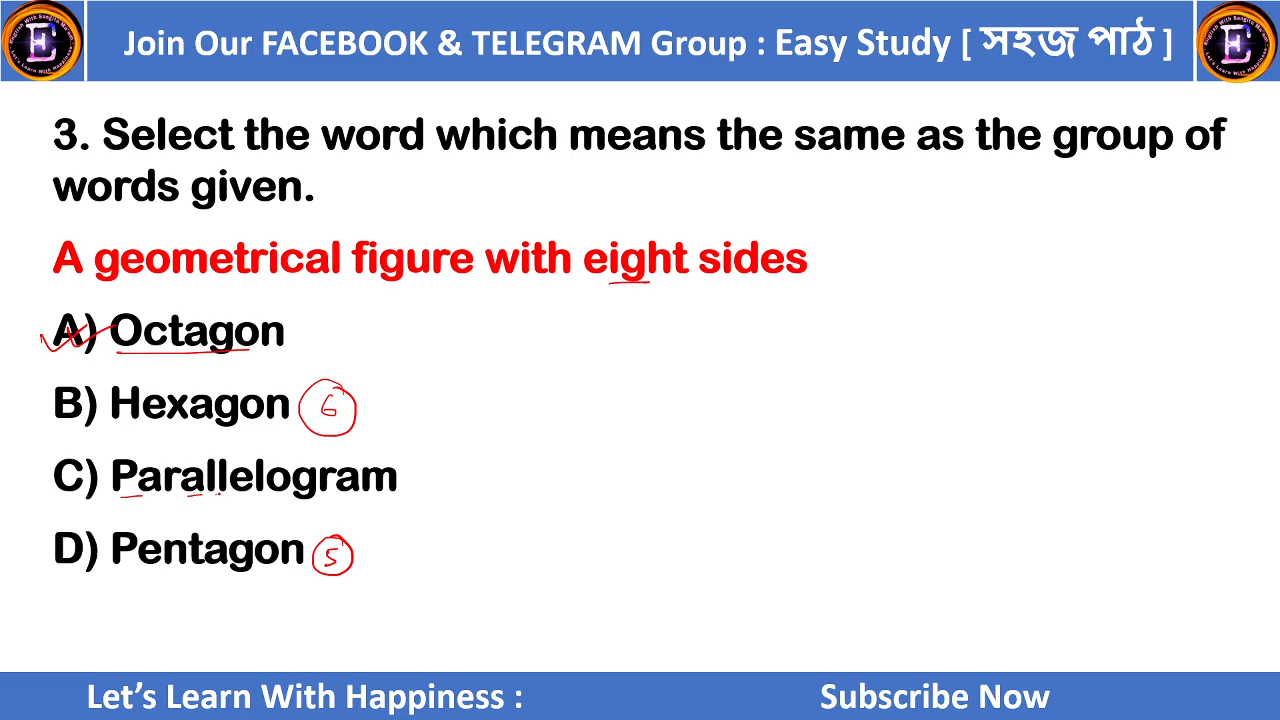 Join Our FACEBOOK & TELEGRAM Group : Easy Study [ সহজ পাঠ ]
3. Select the word which means the same as the group of
words given.
A geometrical figure with eight sides
A) Octagon
B) Hexagon 6
C) Parallelogram
D) Pentagon 5
Let's Learn With Happiness :
Subscribe Now